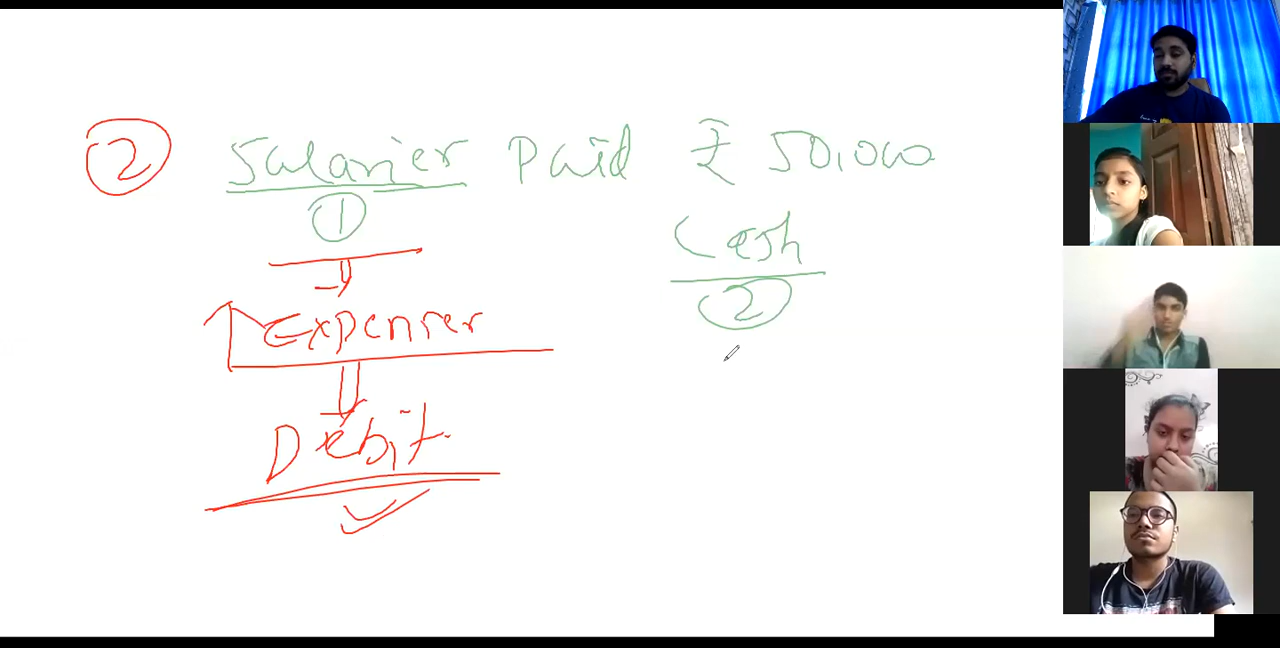 ② Salaries Paid ₹ 50,000
① Cash
②
Expenses
Debit